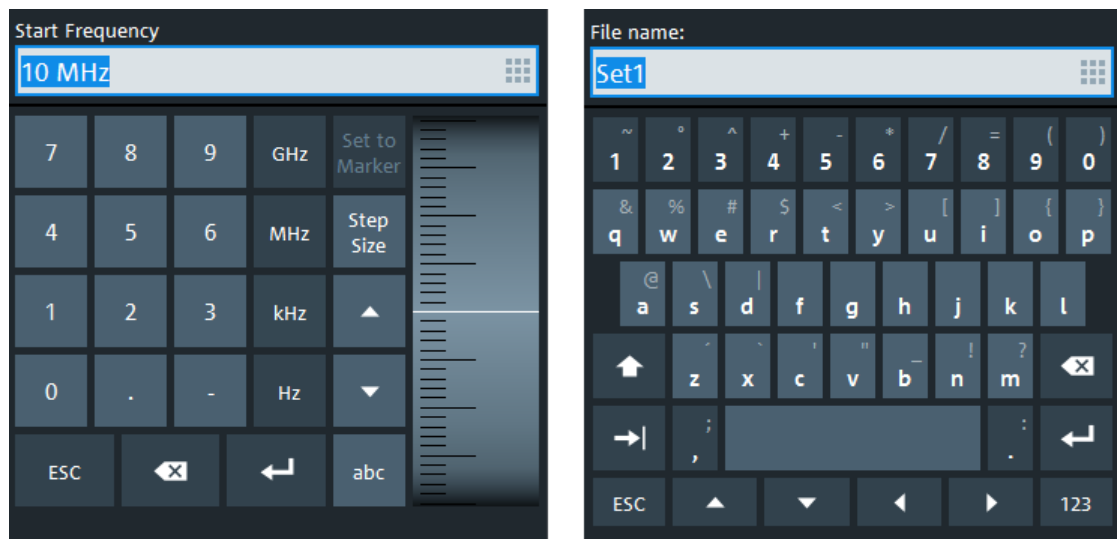 Start Frequency
10 MHz
7 8 9 GHz Set to Marker
4 5 6 MHz Step Size
1 2 3 kHz
0 . - Hz
ESC abc
File name:
Set1
~ ° ^ + - * / = ( )
1 2 3 4 5 6 7 8 9 0
& % # $ < > [ ] { }
q w e r t y u i o p
@ \ |
a s d f g h j k l
´ ` ' " _ ! ?
z x c v b n m
; :
, .
ESC 123